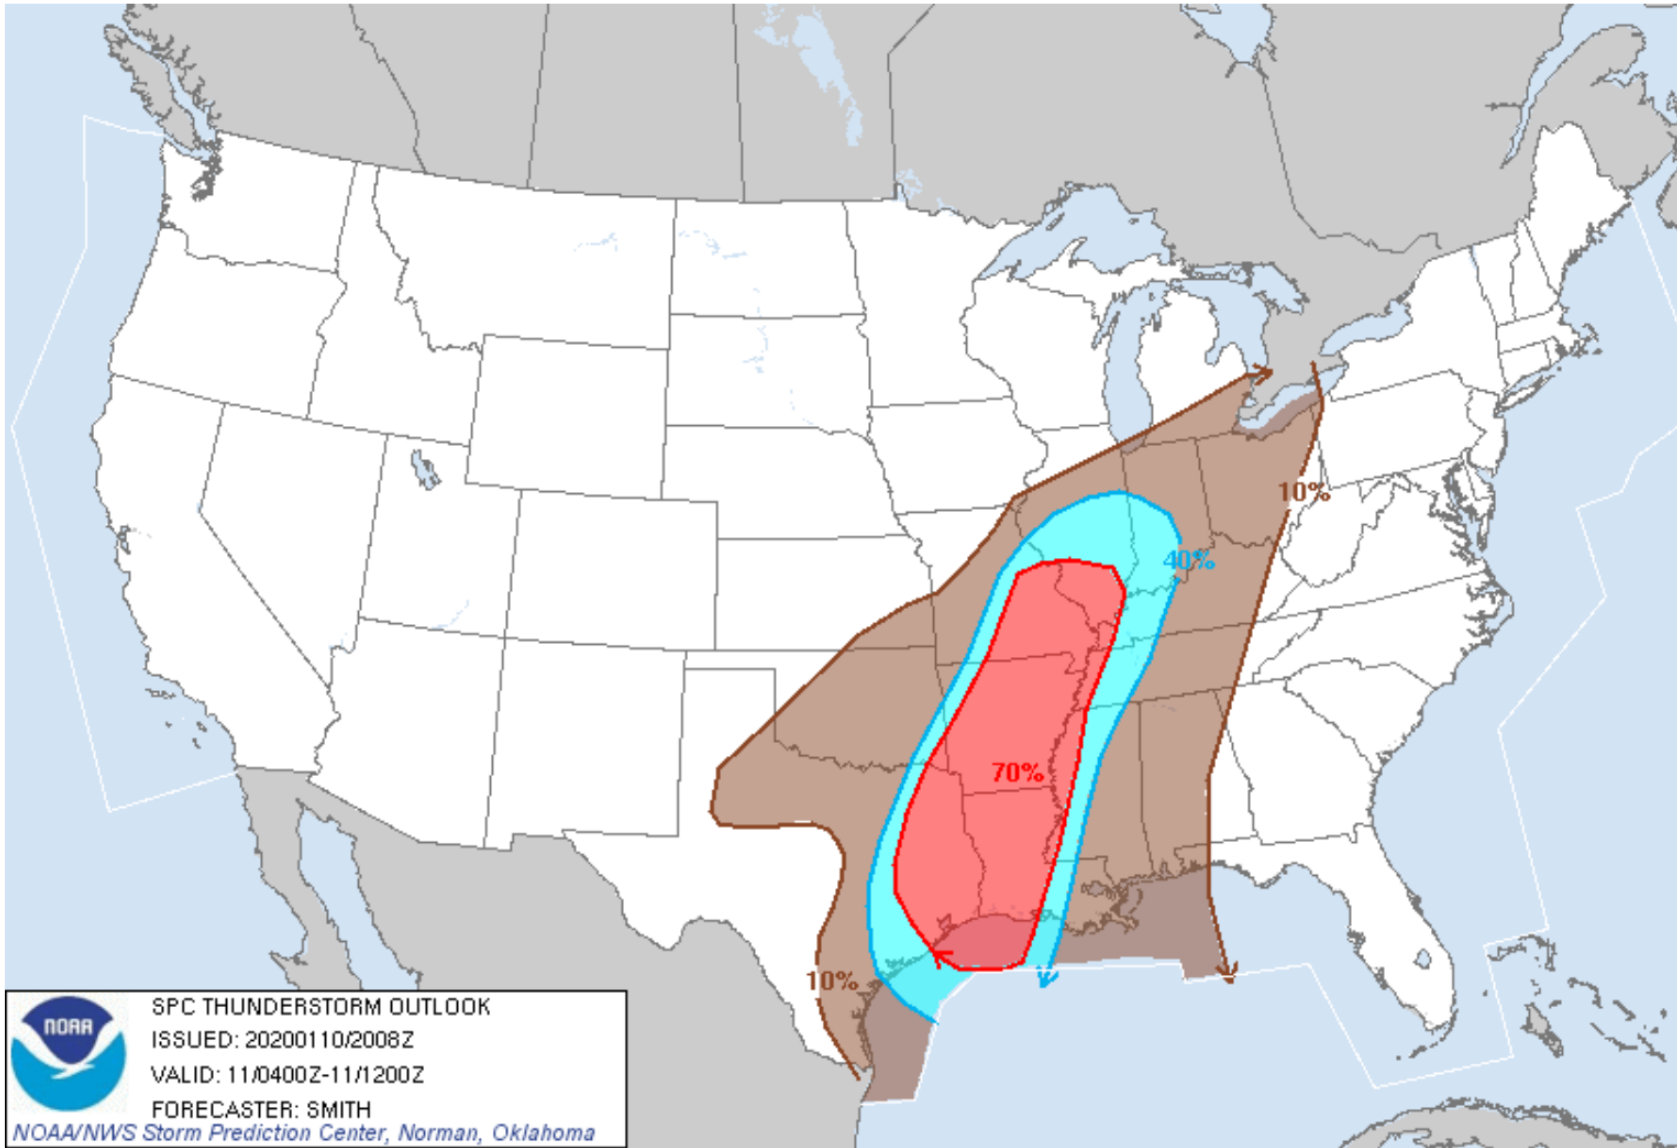 10%
40%
70%
10%
NOAA
SPC THUNDERSTORM OUTLOOK
ISSUED: 20200110/2008Z
VALID: 11/0400Z-11/1200Z
FORECASTER: SMITH
NOAA/NWS Storm Prediction Center, Norman, Oklahoma